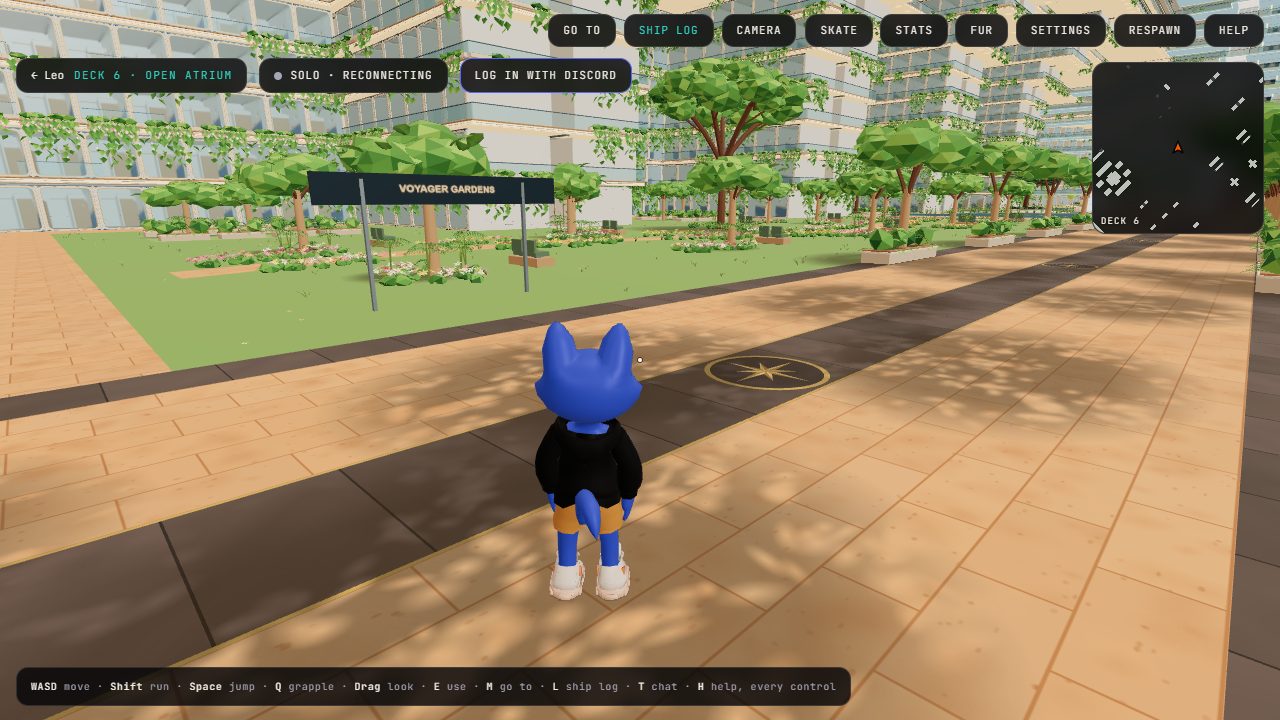 GO TO
SHIP LOG
CAMERA
SKATE
STATS
FUR
SETTINGS
RESPAWN
HELP
← Leo DECK 6 · OPEN ATRIUM
SOLO · RECONNECTING
LOG IN WITH DISCORD
VOYAGER GARDENS
DECK 6
WASD move · Shift run · Space jump · Q grapple · Drag look · E use · M go to · L ship log · T chat · H help, every control